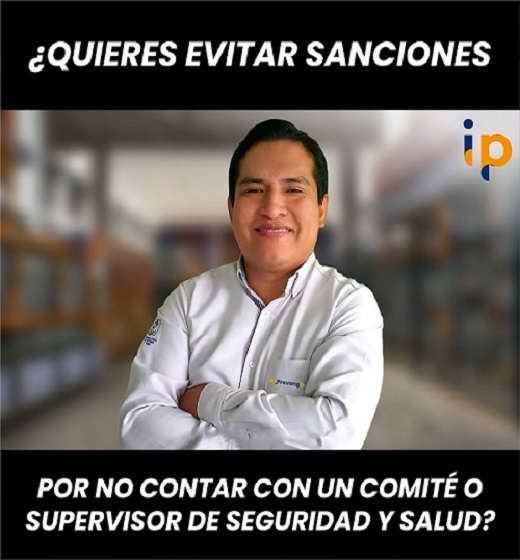 ¿QUIERES EVITAR SANCIONES
ip
POR NO CONTAR CON UN COMITÉ O
SUPERVISOR DE SEGURIDAD Y SALUD?